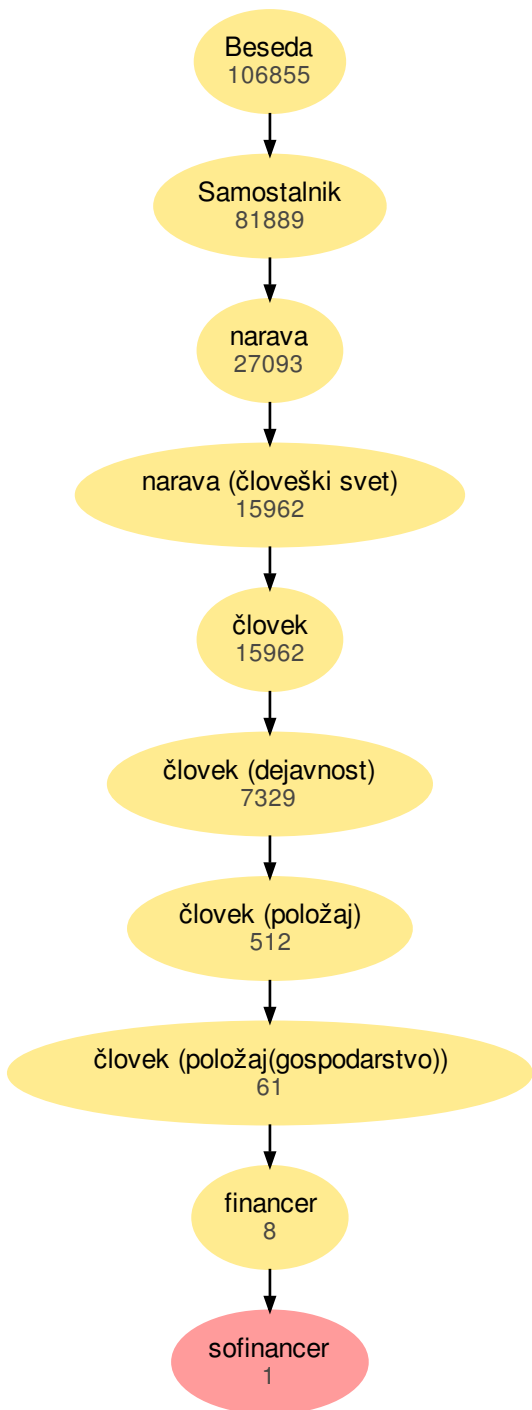 Beseda
106855
Samostalnik
81889
narava
27093
narava (človeški svet)
15962
človek
15962
človek (dejavnost)
7329
človek (položaj)
512
človek (položaj(gospodarstvo))
61
financer
8
sofinancer
1